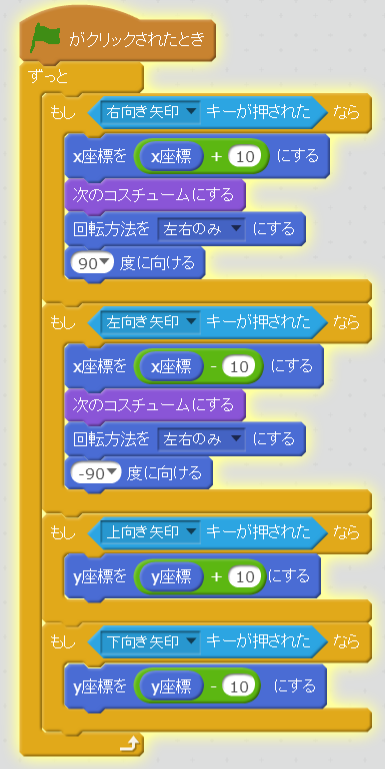 がクリックされたとき
ずっと
もし 右向き矢印 キーが押された なら
x座標を x座標 + 10 にする
次のコスチュームにする
回転方法を 左右のみ にする
90 度に向ける
もし 左向き矢印 キーが押された なら
x座標を x座標 - 10 にする
次のコスチュームにする
回転方法を 左右のみ にする
-90 度に向ける
もし 上向き矢印 キーが押された なら
y座標を y座標 + 10 にする
もし 下向き矢印 キーが押された なら
y座標を y座標 - 10 にする